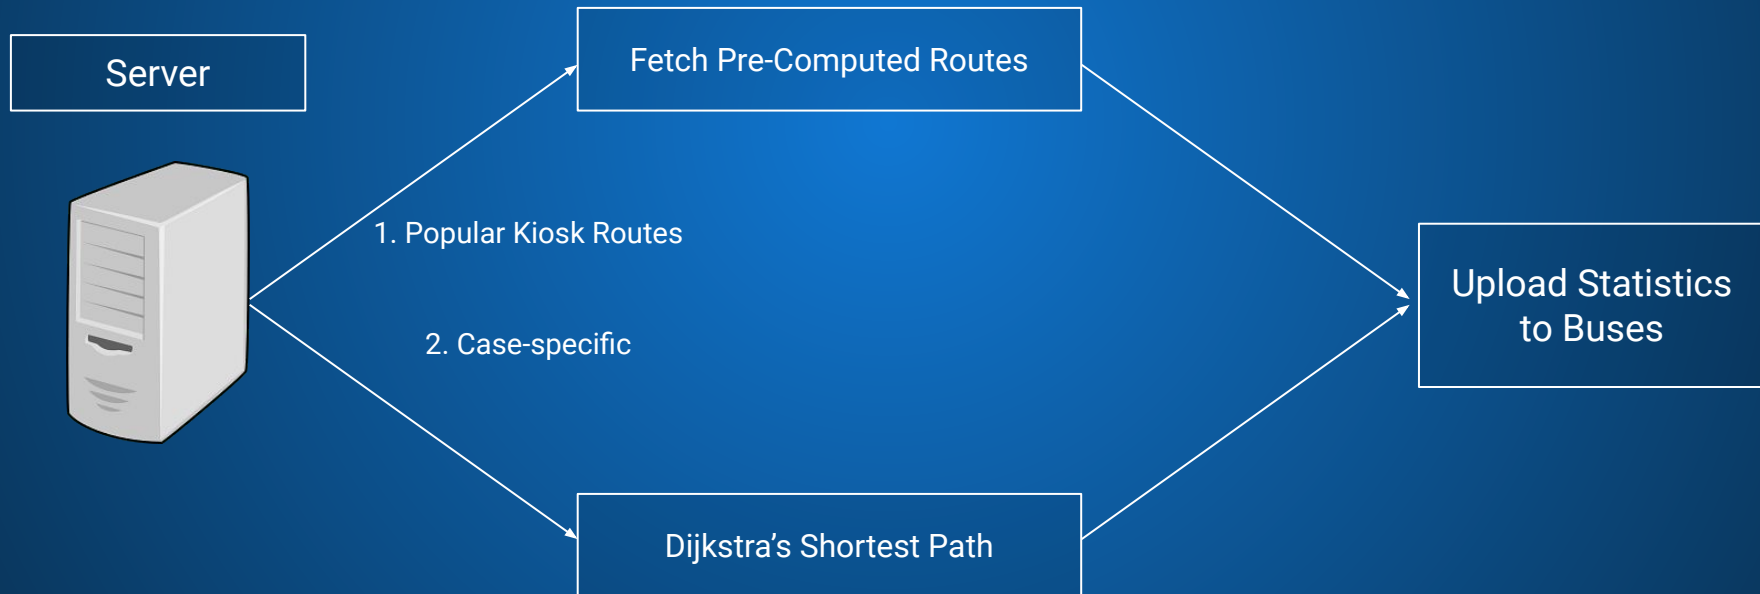 Server
Fetch Pre-Computed Routes
1. Popular Kiosk Routes
2. Case-specific
Upload Statistics
to Buses
Dijkstra’s Shortest Path